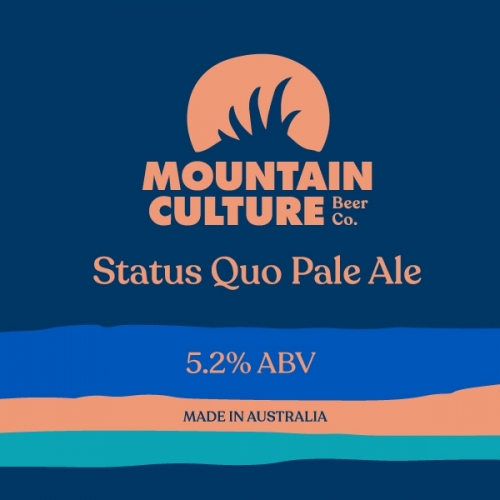 MOUNTAIN
CULTURE Beer Co.
Status Quo Pale Ale
5.2% ABV
MADE IN AUSTRALIA